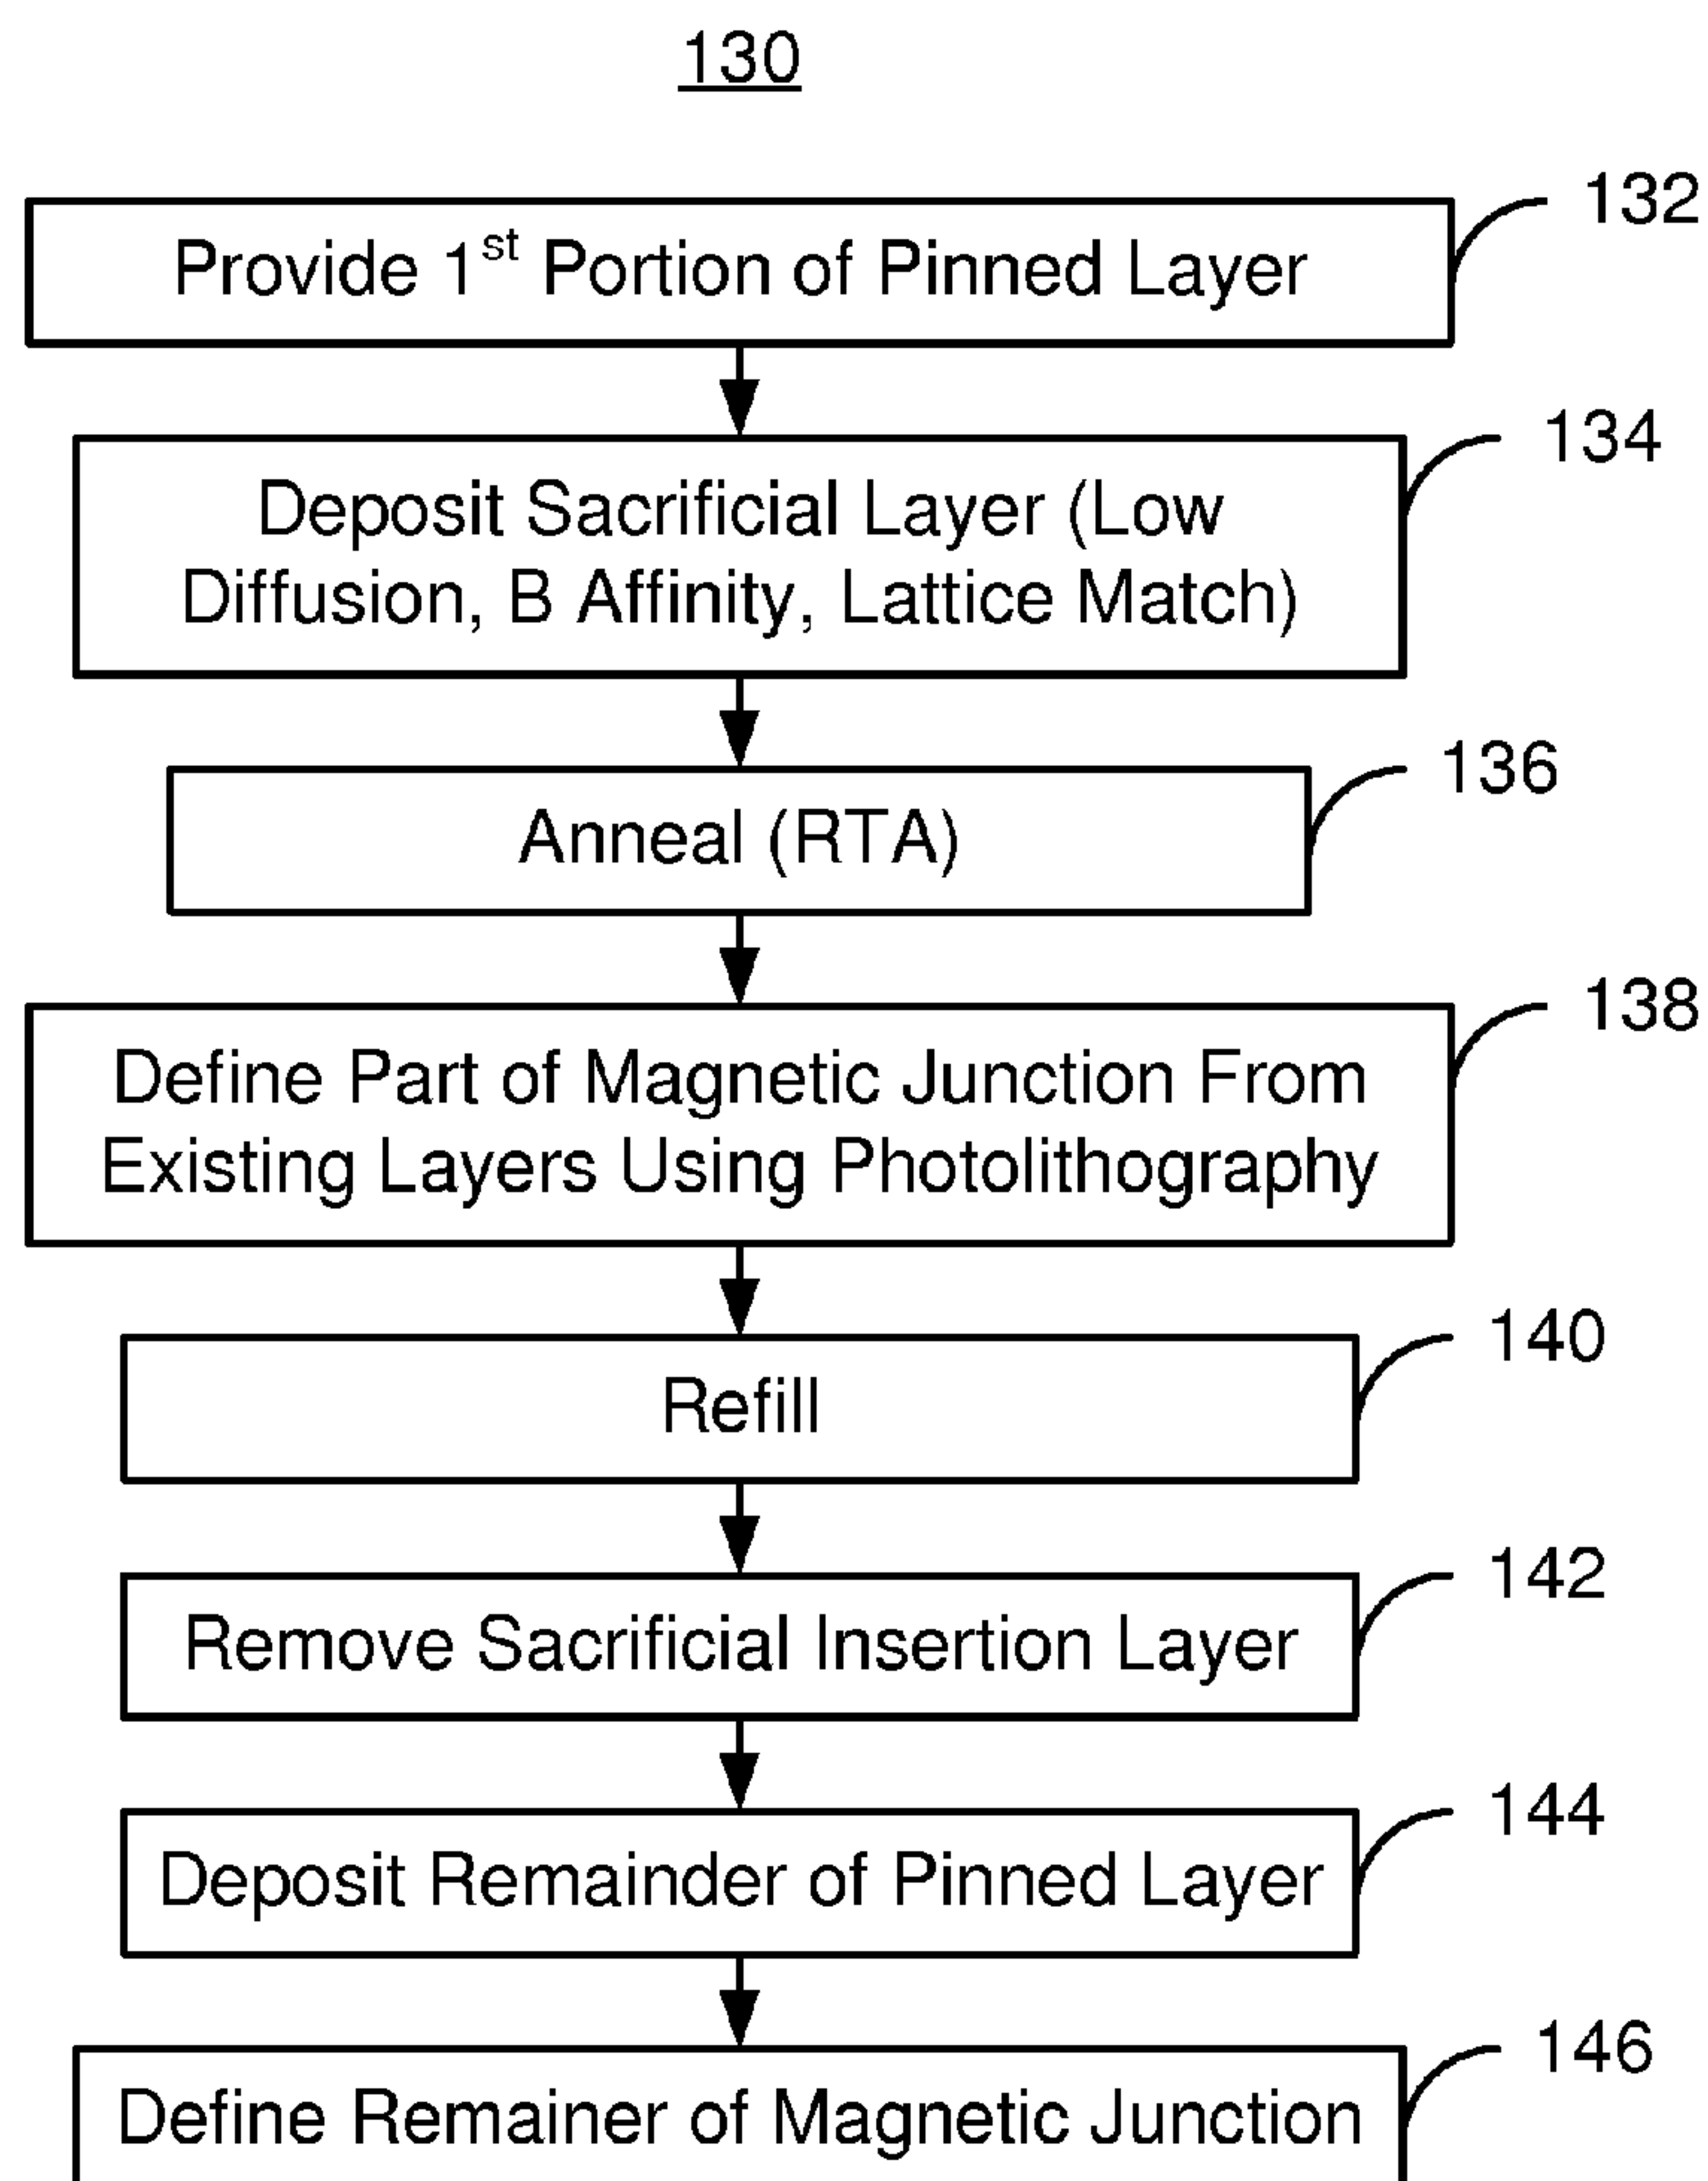 130
132
Provide 1st Portion of Pinned Layer
134
Deposit Sacrificial Layer (Low
Diffusion, B Affinity, Lattice Match)
136
Anneal (RTA)
138
Define Part of Magnetic Junction From
Existing Layers Using Photolithography
140
Refill
142
Remove Sacrificial Insertion Layer
144
Deposit Remainder of Pinned Layer
146
Define Remainer of Magnetic Junction